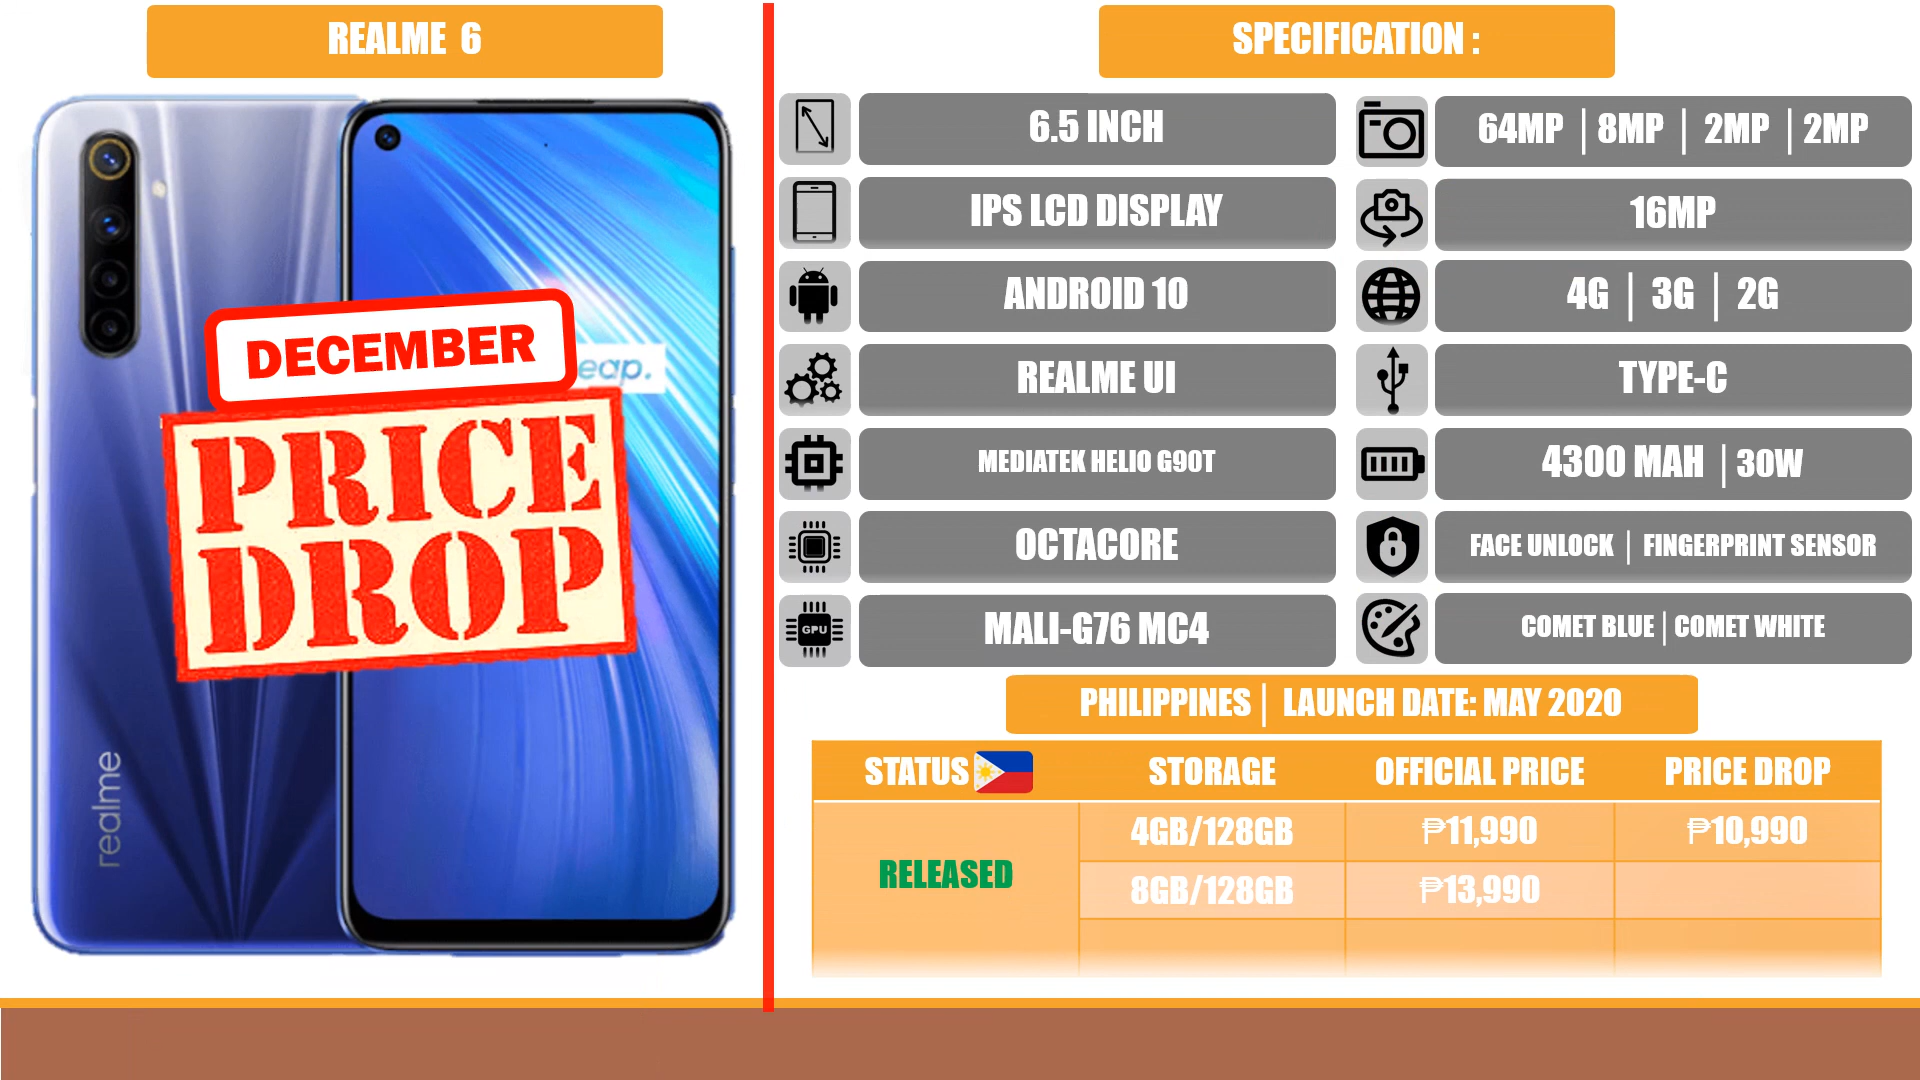 REALME 6
DECEMBER
eap.
PRICE
DROP
realme
SPECIFICATION :
6.5 INCH
IPS LCD DISPLAY
ANDROID 10
REALME UI
MEDIATEK HELIO G90T
OCTACORE
GPU
MALI-G76 MC4
64MP | 8MP | 2MP | 2MP
16MP
4G | 3G | 2G
TYPE-C
4300 MAH | 30W
FACE UNLOCK | FINGERPRINT SENSOR
COMET BLUE | COMET WHITE
PHILIPPINES | LAUNCH DATE: MAY 2020
STATUS STORAGE OFFICIAL PRICE PRICE DROP
RELEASED
4GB/128GB ₱11,990 ₱10,990
8GB/128GB ₱13,990